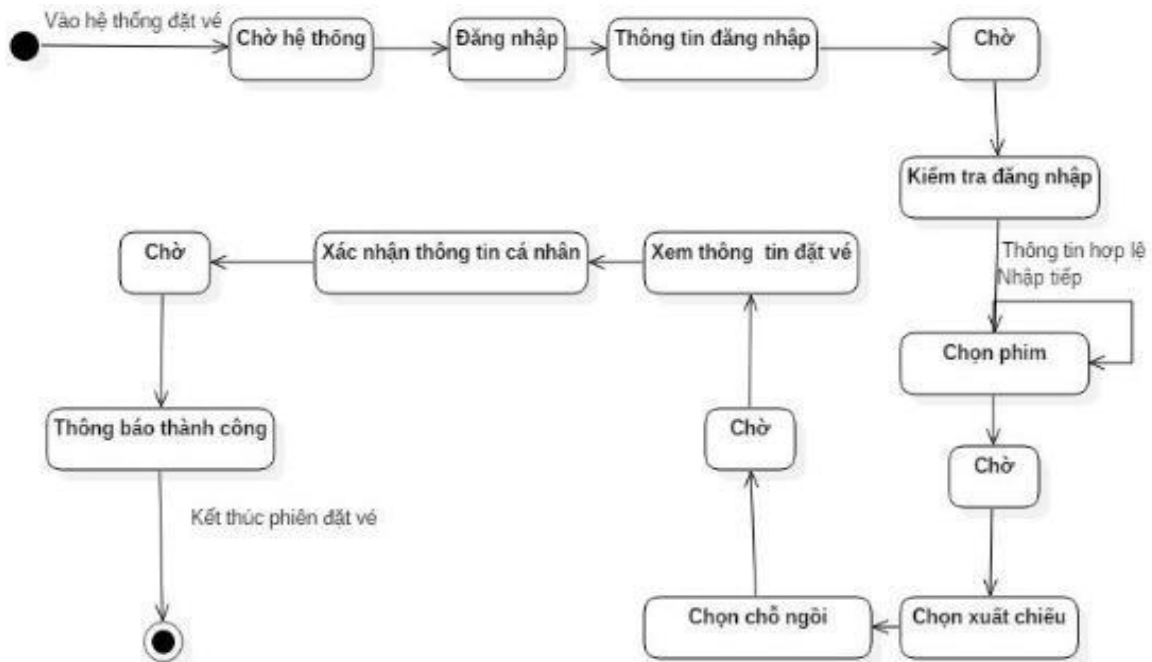 Vào hệ thống đặt vé
Chờ hệ thống
Đăng nhập
Thông tin đăng nhập
Chờ
Kiểm tra đăng nhập
Thông tin hợp lệ
Nhập tiếp
Chọn phim
Chờ
Chọn xuất chiếu
Chọn chỗ ngồi
Chờ
Xem thông tin đặt vé
Xác nhận thông tin cá nhân
Chờ
Thông báo thành công
Kết thúc phiên đặt vé